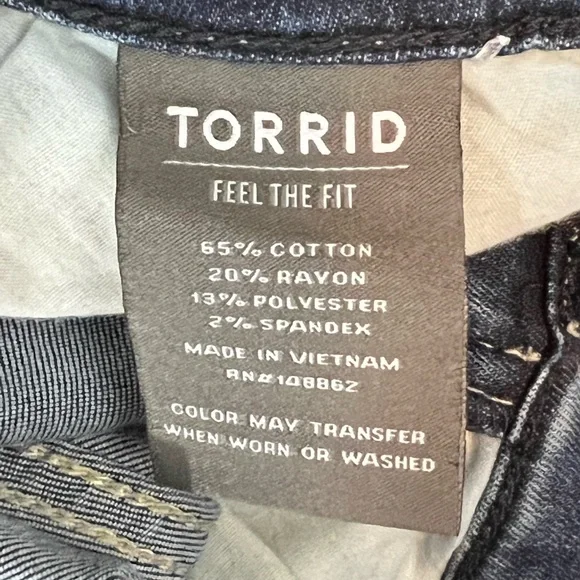 TORRID
FEEL THE FIT
65% COTTON
20% RAYON
13% POLYESTER
2% SPANDEX
MADE IN VIETNAM
RN#148862
COLOR MAY TRANSFER
WHEN WORN OR WASHED